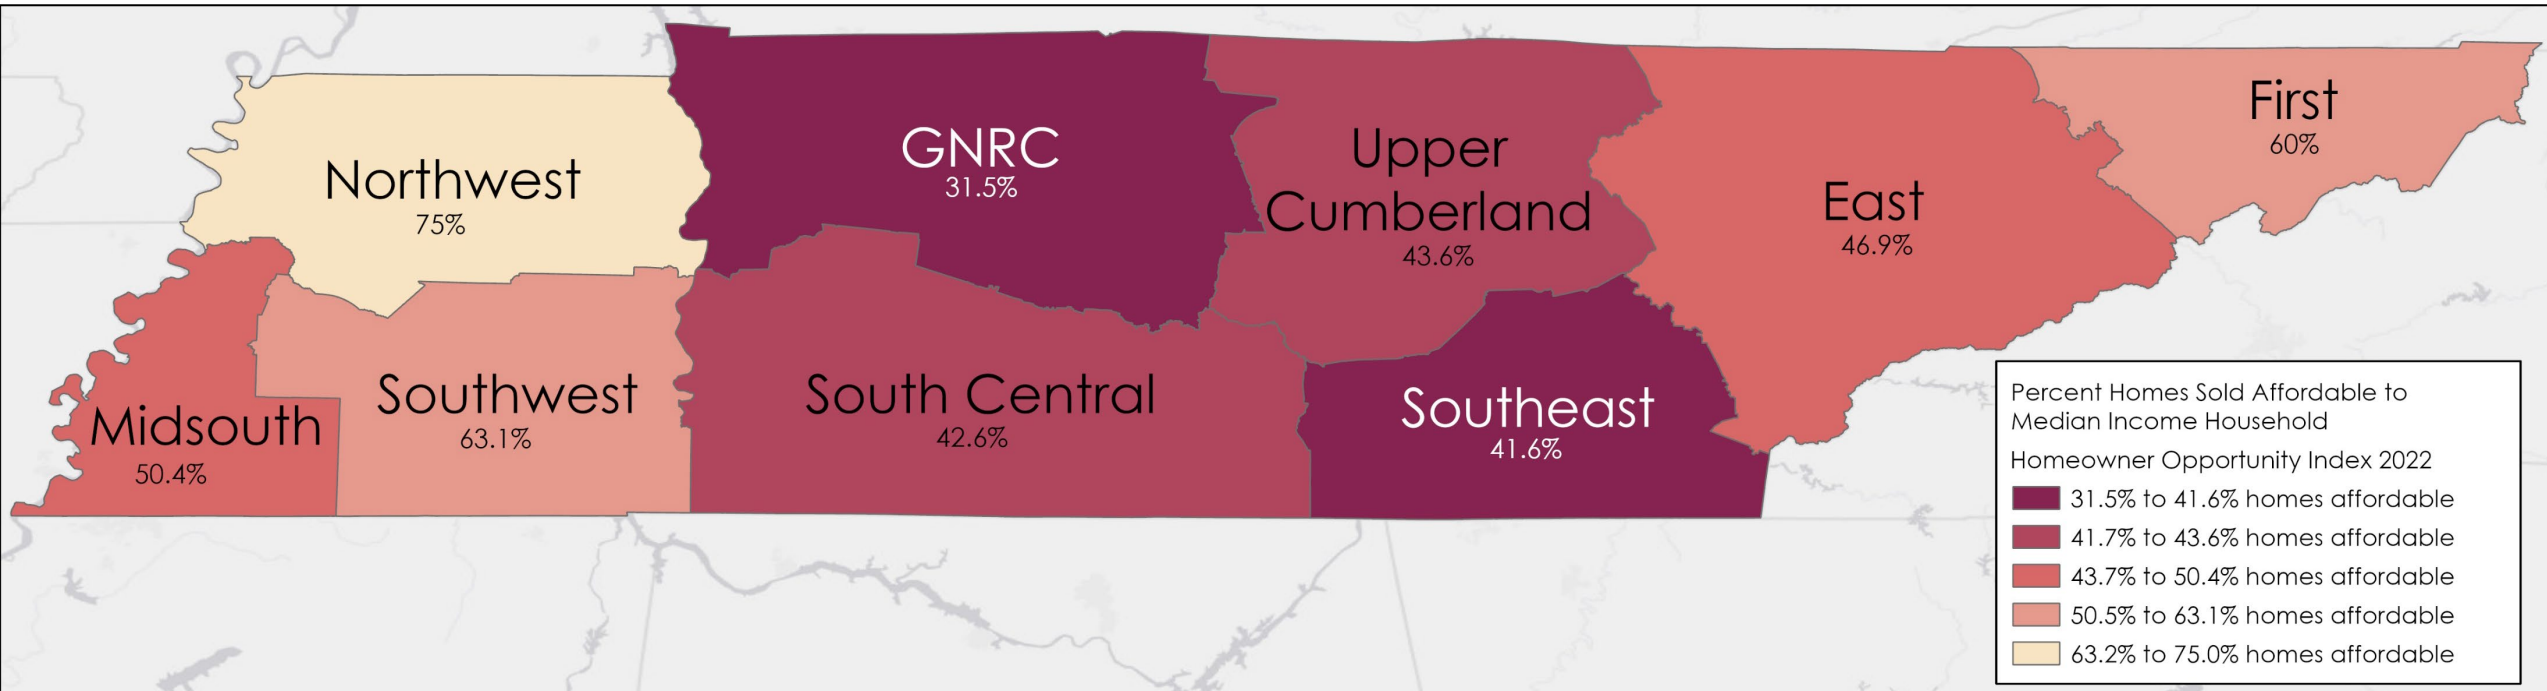 Northwest
75%
GNRC
31.5%
Upper
Cumberland
43.6%
East
46.9%
First
60%
Midsouth
50.4%
Southwest
63.1%
South Central
42.6%
Southeast
41.6%
Percent Homes Sold Affordable to
Median Income Household
Homeowner Opportunity Index 2022
31.5% to 41.6% homes affordable
41.7% to 43.6% homes affordable
43.7% to 50.4% homes affordable
50.5% to 63.1% homes affordable
63.2% to 75.0% homes affordable